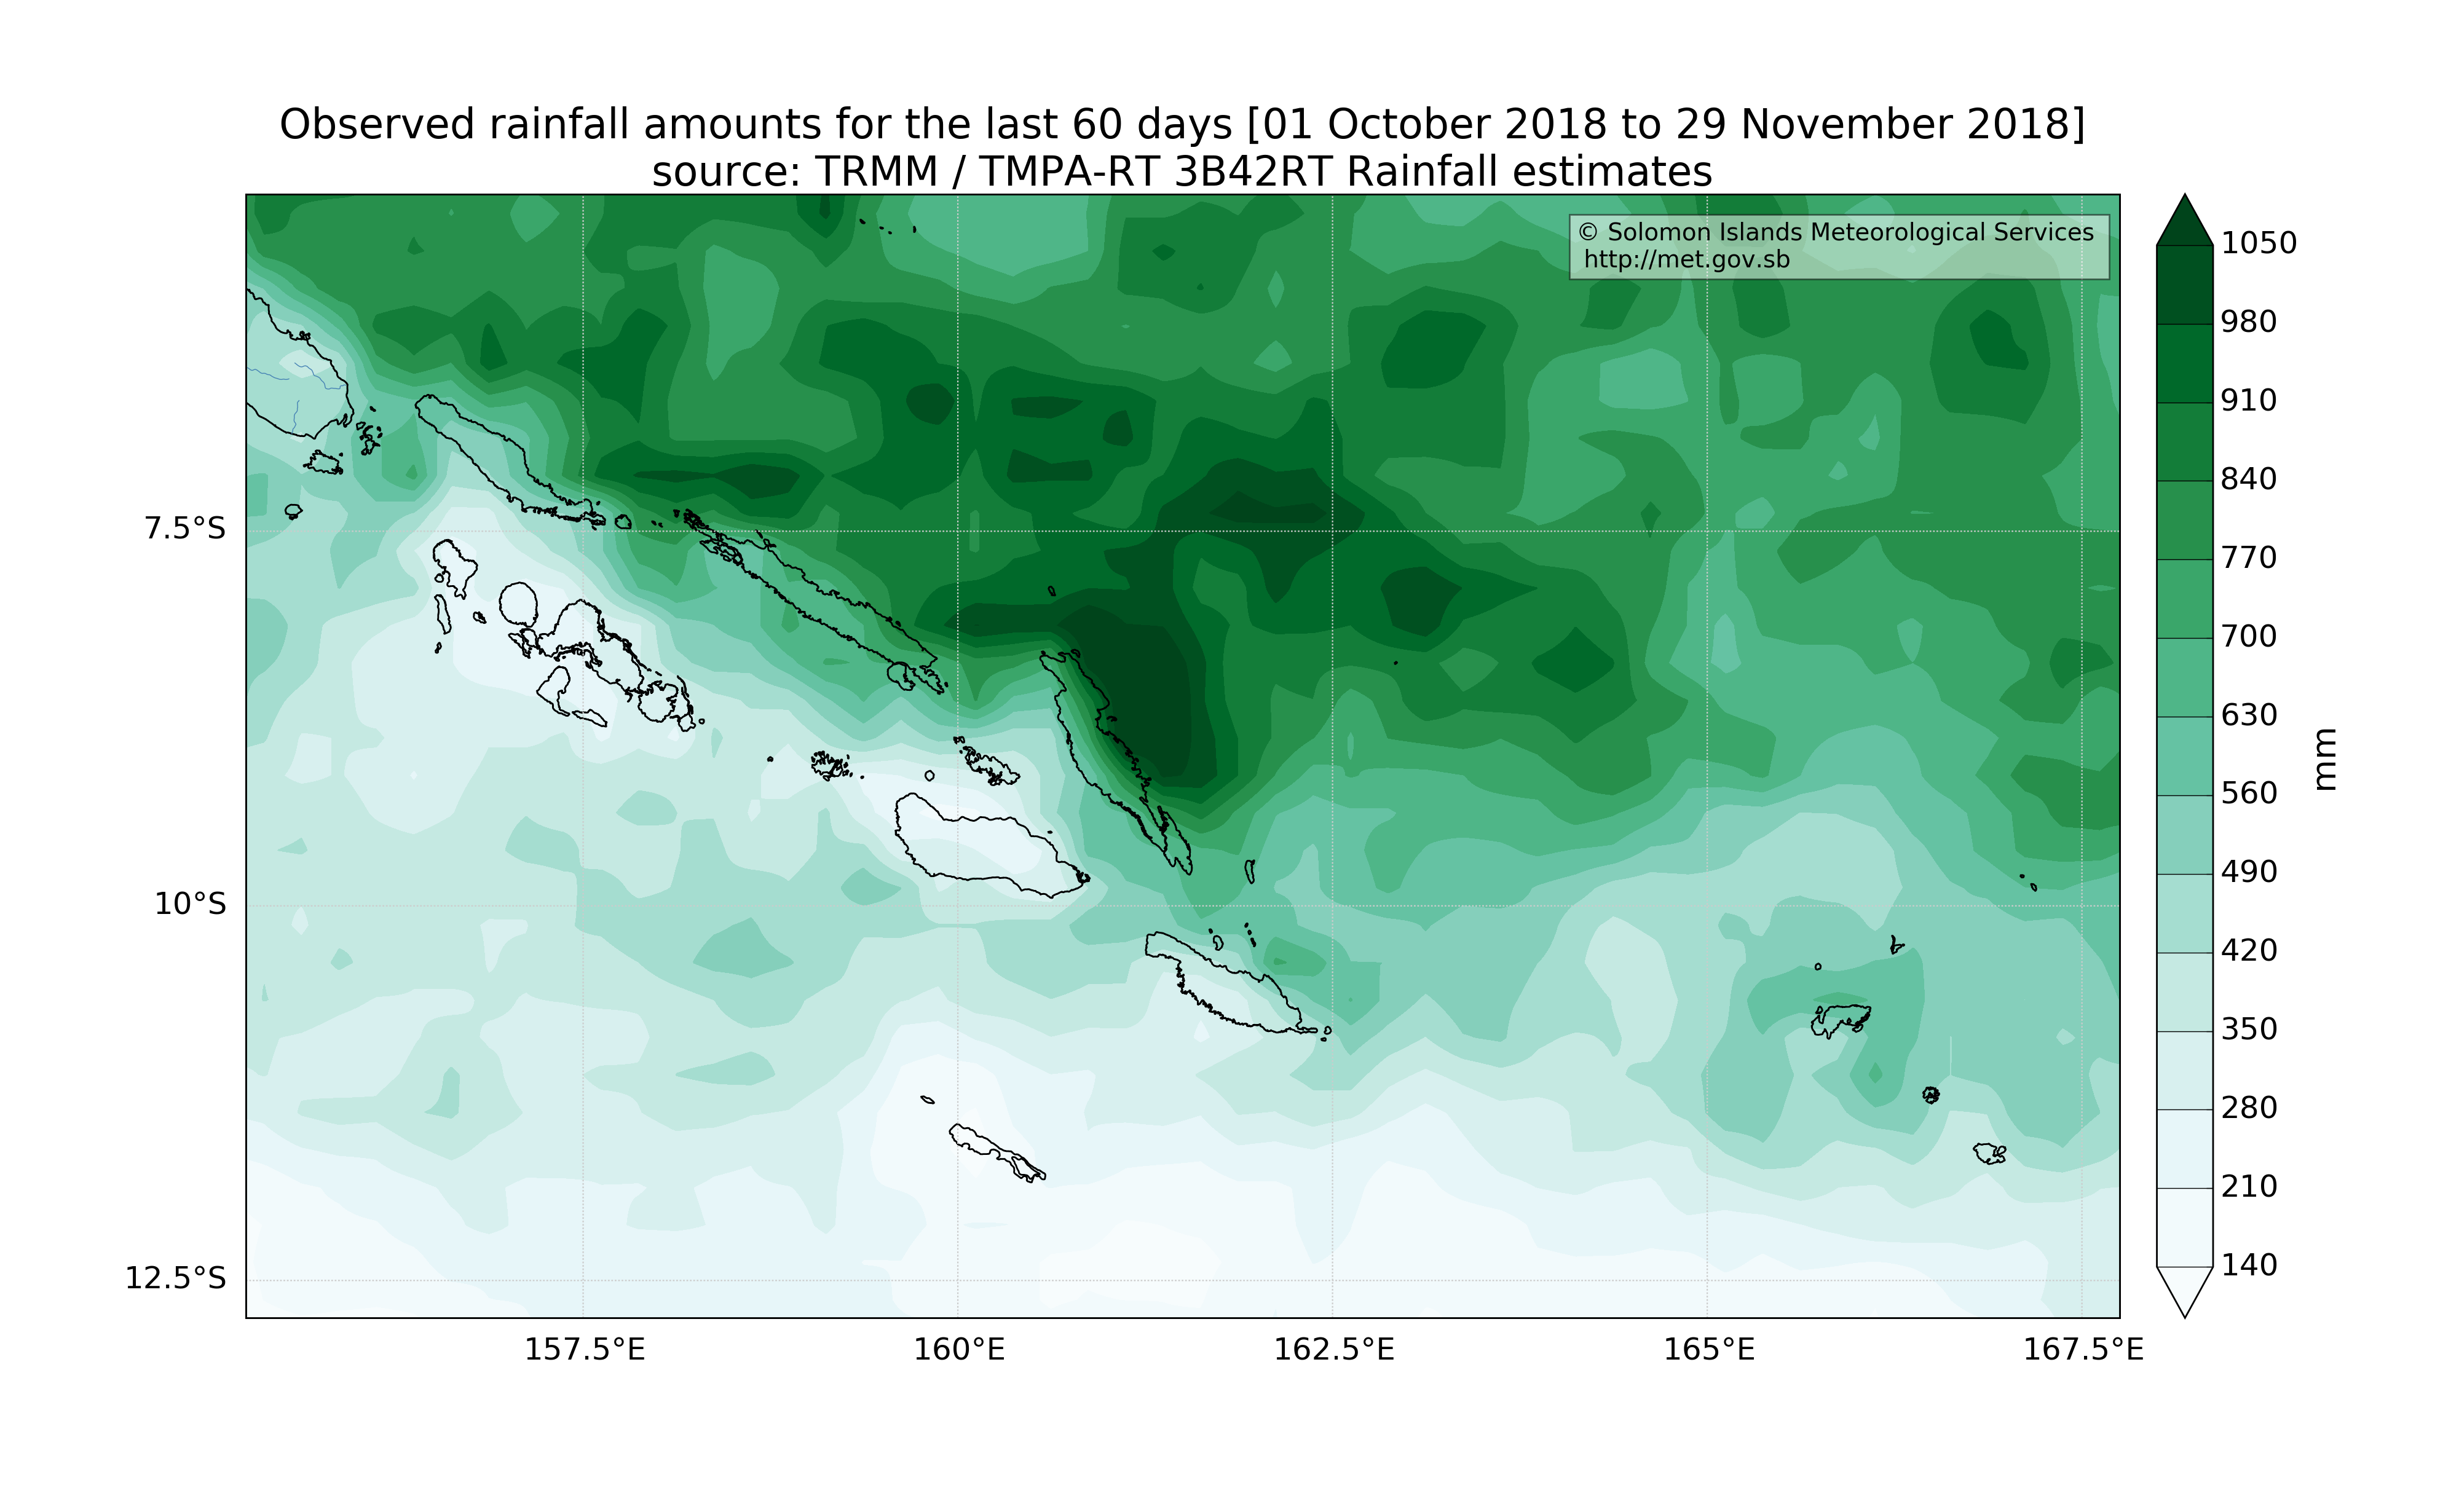 Observed rainfall amounts for the last 60 days [01 October 2018 to 29 November 2018]
source: TRMM / TMPA-RT 3B42RT Rainfall estimates
© Solomon Islands Meteorological Services
http://met.gov.sb
7.5°S
10°S
12.5°S
157.5°E
160°E
162.5°E
165°E
167.5°E
1050
980
910
840
770
700
630
560
490
420
350
280
210
140
mm